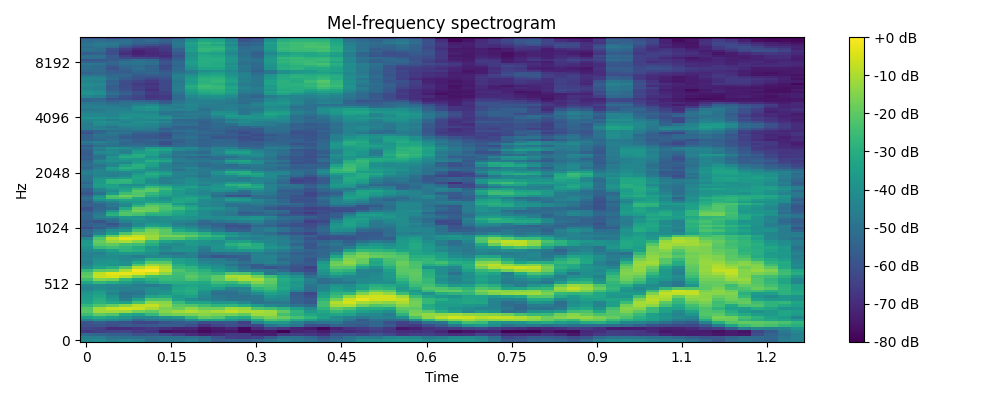 Mel-frequency spectrogram
8192
4096
2048
1024
512
0
Hz
0
0.15
0.3
0.45
0.6
0.75
0.9
1.1
1.2
Time
+0 dB
-10 dB
-20 dB
-30 dB
-40 dB
-50 dB
-60 dB
-70 dB
-80 dB